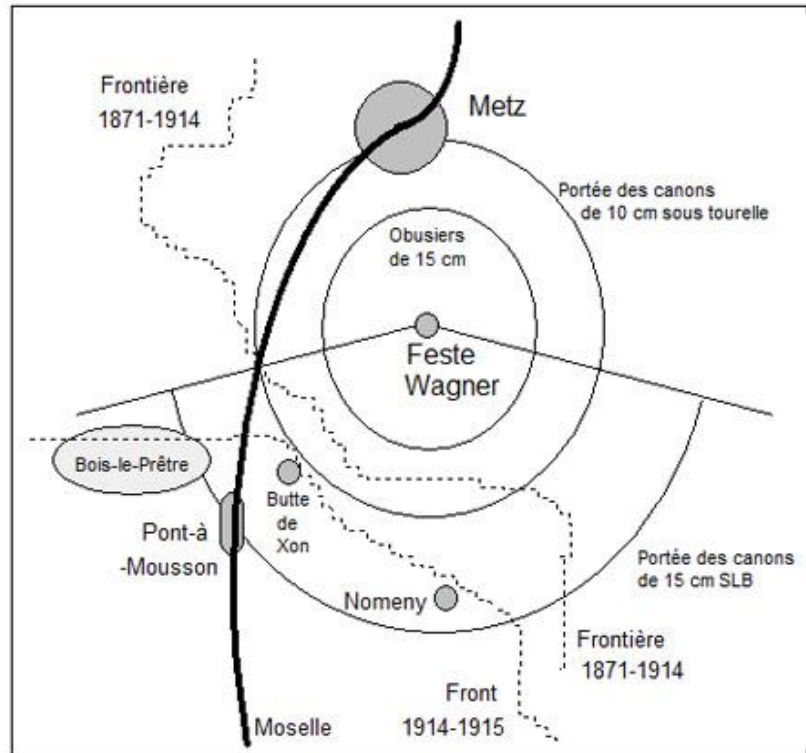 Frontière
1871-1914
Metz
Portée des canons
de 10 cm sous tourelle
Obusiers
de 15 cm
Feste
Wagner
Bois-le-Prêtre
Butte
de
Xon
Pont-à
-Mousson
Nomeny
Portée des canons
de 15 cm SLB
Frontière
1871-1914
Front
1914-1915
Moselle